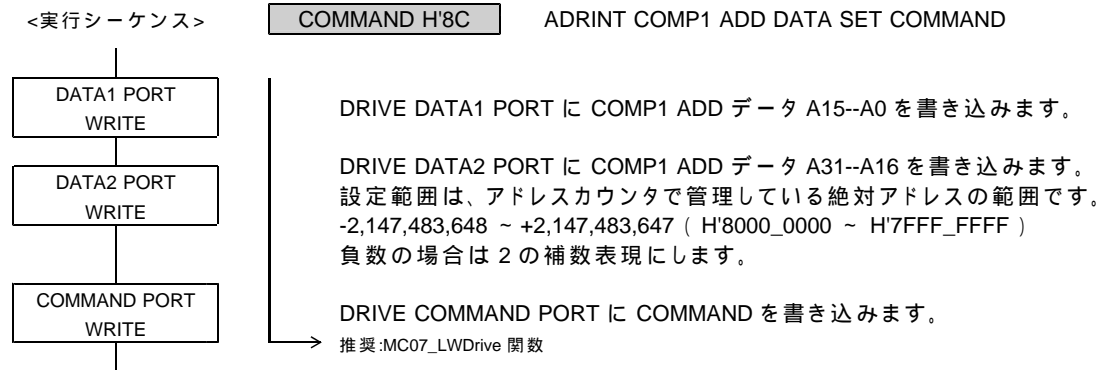 <実行シーケンス>
COMMAND H'8C
ADRINT COMP1 ADD DATA SET COMMAND
DATA1 PORT
WRITE
DRIVE DATA1 PORT に COMP1 ADD データ A15--A0 を書き込みます。
DATA2 PORT
WRITE
DRIVE DATA2 PORT に COMP1 ADD データ A31--A16 を書き込みます。
設定範囲は、アドレスカウンタで管理している絶対アドレスの範囲です。
-2,147,483,648 ~ +2,147,483,647 ( H'8000_0000 ~ H'7FFF_FFFF )
負数の場合は 2 の補数表現にします。
COMMAND PORT
WRITE
DRIVE COMMAND PORT に COMMAND を書き込みます。
推奨:MC07_LWDrive 関数